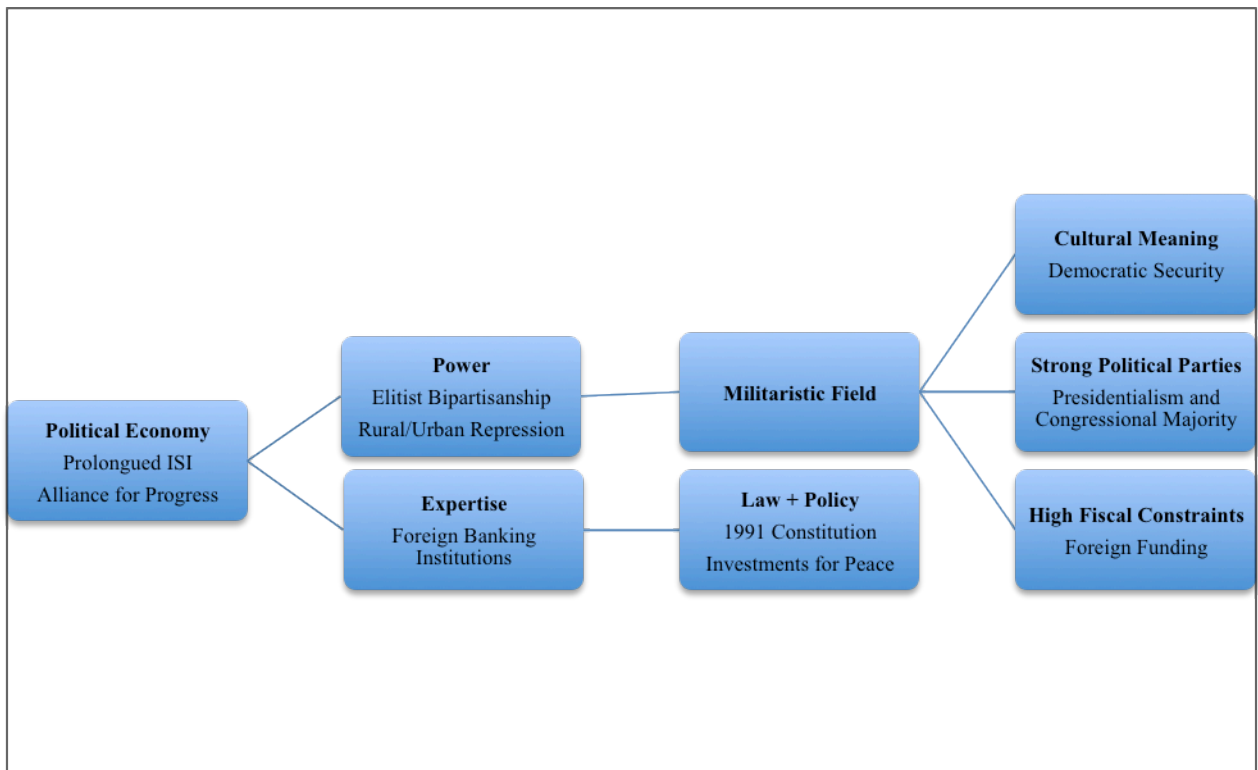 Political Economy
Prolongued ISI
Alliance for Progress
Power
Elitist Bipartisanship
Rural/Urban Repression
Expertise
Foreign Banking
Institutions
Militaristic Field
Law + Policy
1991 Constitution
Investments for Peace
Cultural Meaning
Democratic Security
Strong Political Parties
Presidentialism and
Congressional Majority
High Fiscal Constraints
Foreign Funding